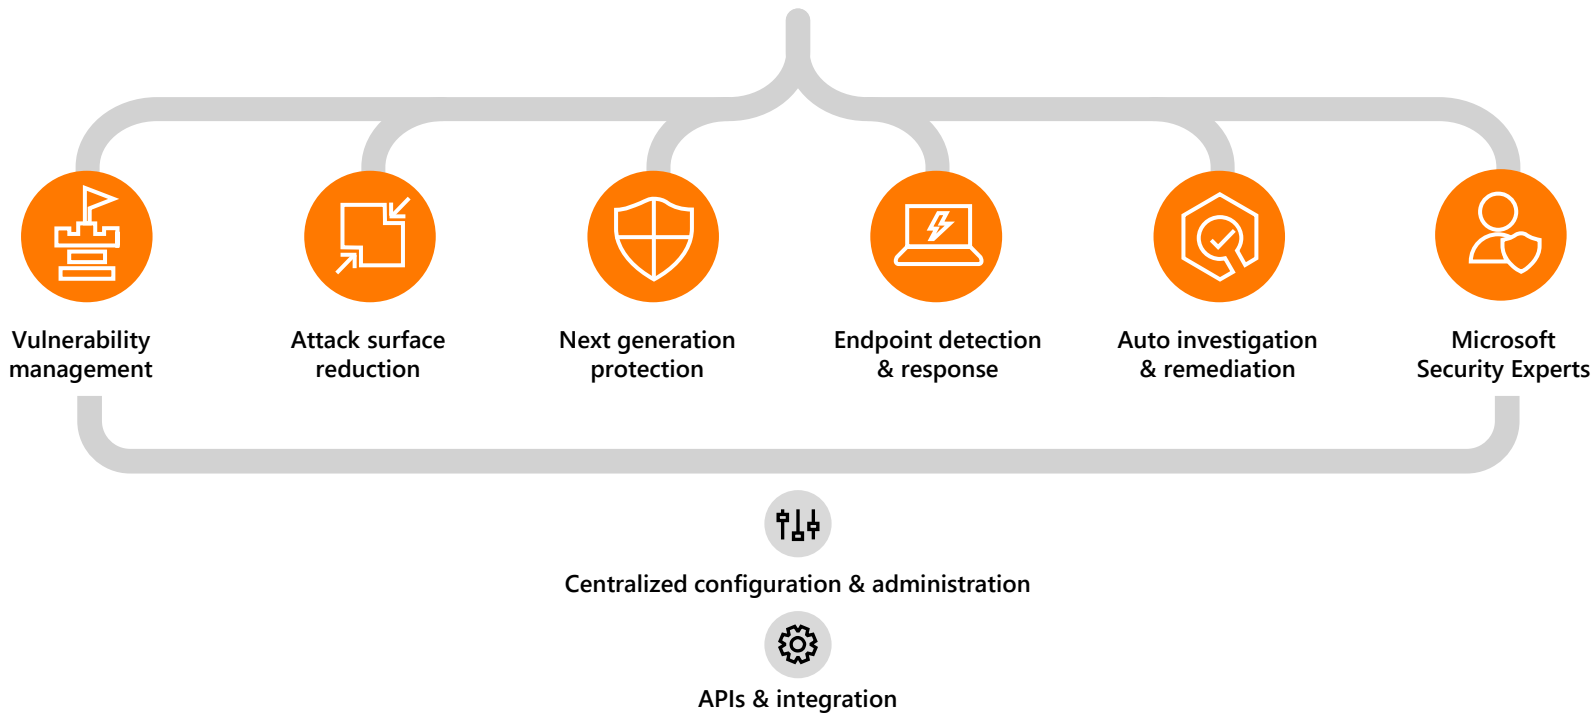 Vulnerability
management
Attack surface
reduction
Next generation
protection
Endpoint detection
& response
Auto investigation
& remediation
Microsoft
Security Experts
Centralized configuration & administration
APIs & integration